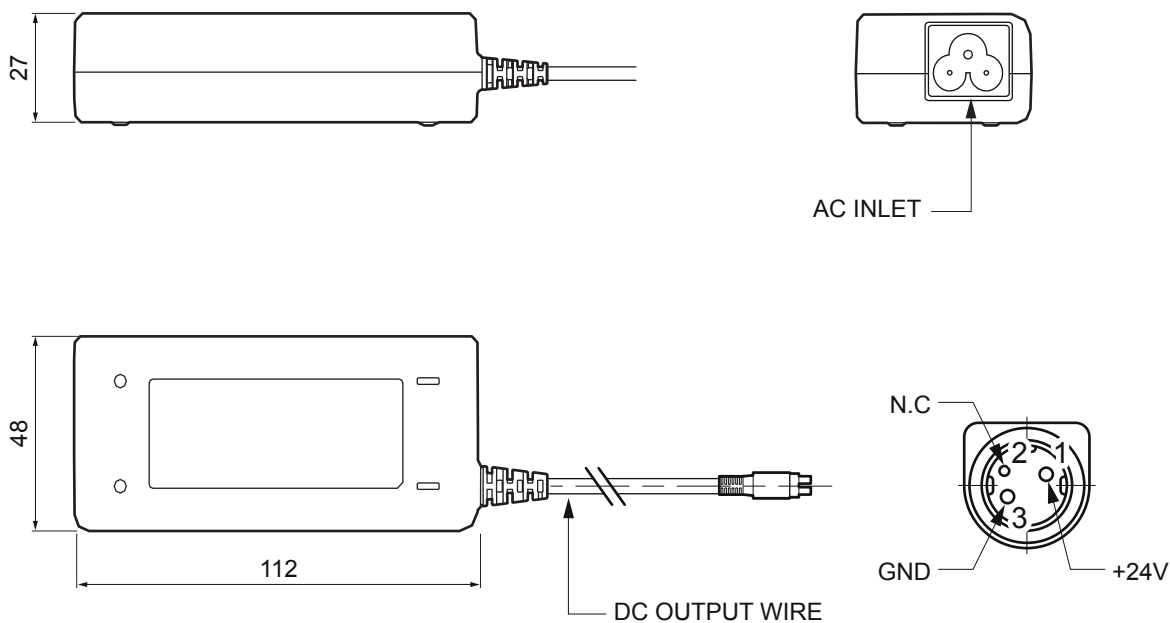 27
AC INLET
48
112
DC OUTPUT WIRE
N.C
2 1
3
GND
+24V